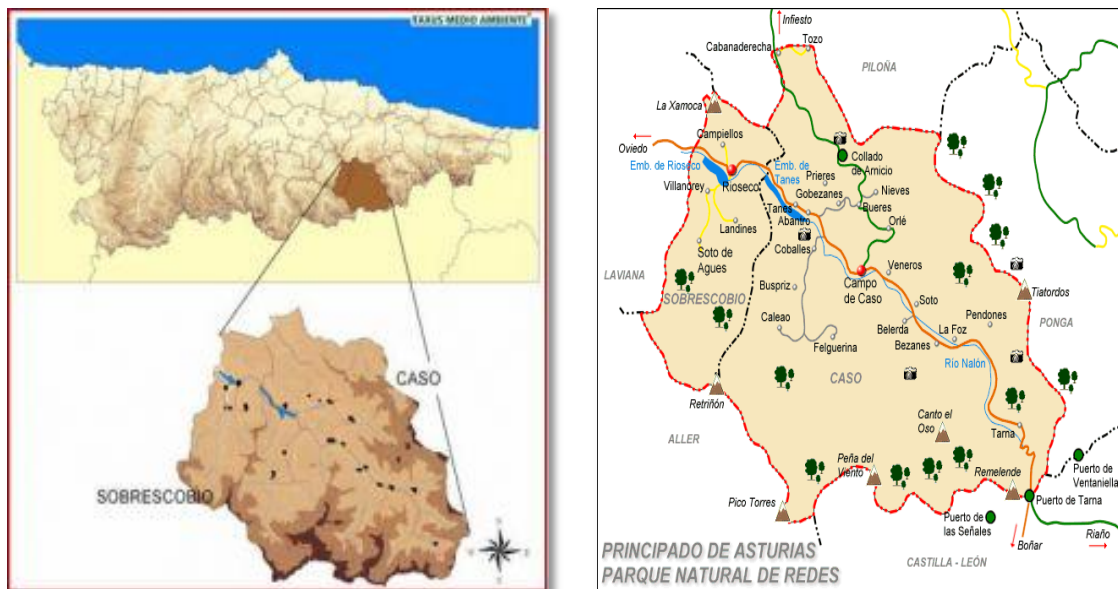 TAXUS MEDIO AMBIENTE
CASO
SOBRESCOBIO
Infiesto
Cabanaderecha
Tozo
PILOÑA
La Xamoca
Campiellos
Oviedo
Emb. de Rioseco
Rioseco
Emb. de
Tanes
Collado
de Arnicio
Prieres
Villanorey
Gobezanes
Nieves
Tanes
Bueres
Abantro
Landines
Orlé
Soto de
Agues
Coballes
LAVIANA
SOBRESCOBIO
Buspriz
Campo
de Caso
Veneros
Tiatordos
Soto
Caleao
Belerda
La Foz
Pendones
PONGA
Felguerina
Bezanes
Río Nalón
CASO
Retriñón
Canto el
Oso
Tarna
ALLER
Peña del
Viento
Remelende
Puerto de
Ventaniella
Pico Torres
Puerto de Tarna
Puerto de
las Señales
Boñar
Riaño
PRINCIPADO DE ASTURIAS
PARQUE NATURAL DE REDES
CASTILLA - LEÓN